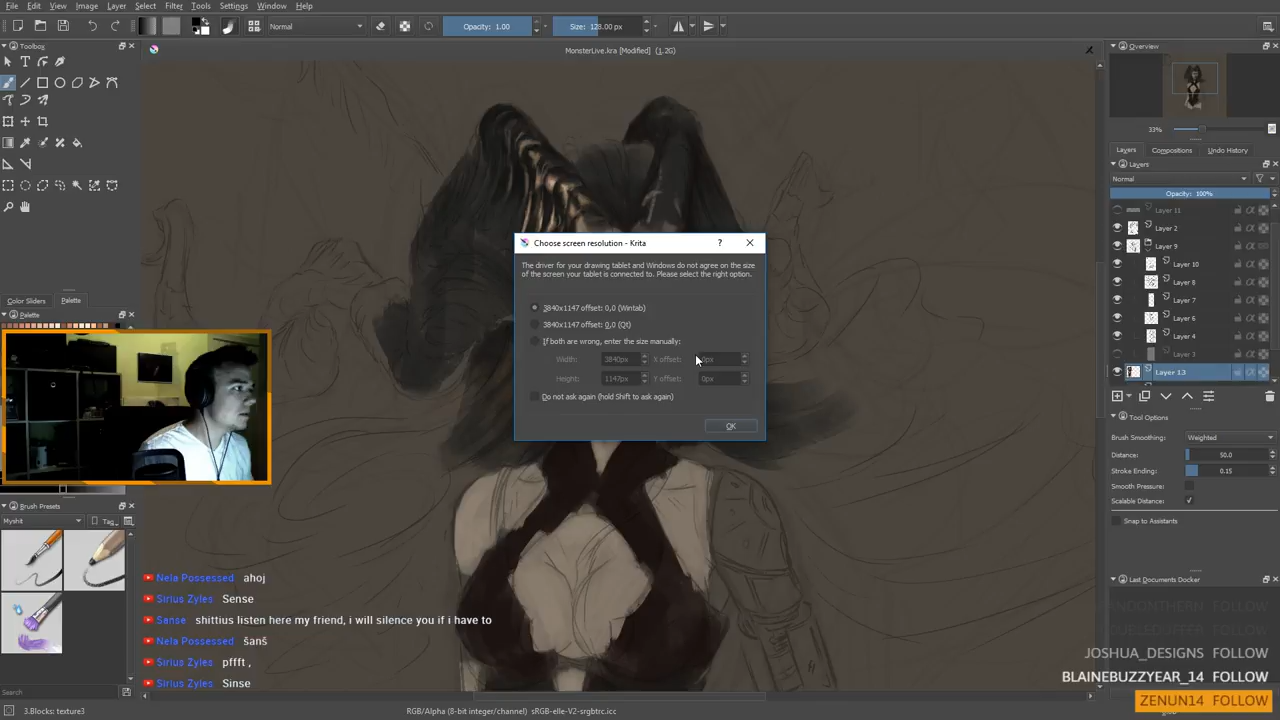 File Edit View Image Layer Select Filter Tools Settings Window Help
Normal
Opacity: 1.00
Size: 128.00 px
Toolbox
MonsterLive.kra [Modified] (1.2G)
Overview
33%
Layers Compositions Undo History
Layers
Normal
Opacity: 100%
Layer 11
Layer 2
Layer 9
Layer 10
Layer 8
Layer 7
Layer 6
Layer 4
Layer 3
Layer 13
Choose screen resolution - Krita
The driver for your drawing tablet and Windows do not agree on the size
of the screen your tablet is connected to. Please select the right option.
3840x1147 offset: 0,0 (Wintab)
3840x1147 offset: 0,0 (Qt)
If both are wrong, enter the size manually:
Width: 3840px X offset: 0px
Height: 1147px Y offset: 0px
Do not ask again (hold Shift to ask again)
OK
Color Sliders Palette
Palette
Tool Options
Brush Smoothing: Weighted
Distance: 50.0
Stroke Ending: 0.15
Smooth Pressure:
Scalable Distance:
Snap to Assistants
Brush Presets
Myshit Tag
Search
3.Blocks: texture3
Nela Possessed ahoj
Sirius Zyles Sense
Sanse shittius listen here my friend, i will silence you if i have to
Nela Possessed šanš
Sirius Zyles pffft ,
Sirius Zyles Sinse
RGB/Alpha (8-bit integer/channel) sRGB-elle-V2-srgbtrc.icc
Last Documents Docker
FOLLOW
FOLLOW
JOSHUA_DESIGNS FOLLOW
BLAINEBUZZYEAR_14 FOLLOW
ZENUN14 FOLLOW